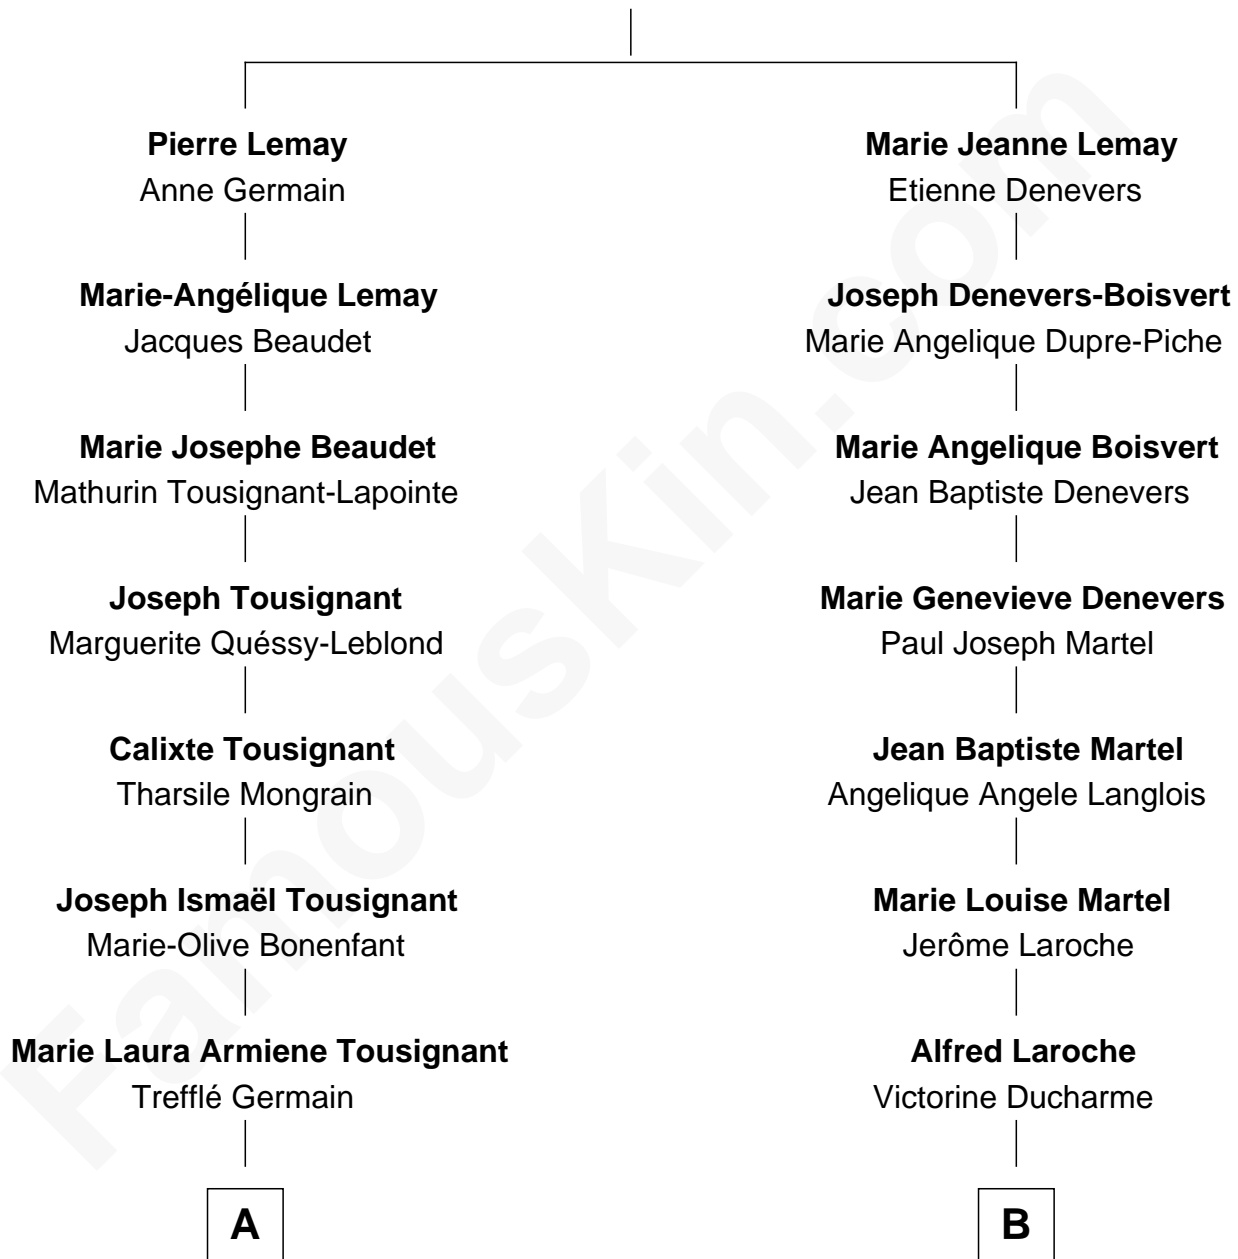 Pierre Lemay
Anne Germain
Marie-Angélique Lemay
Jacques Beaudet
Marie Josephe Beaudet
Mathurin Tousignant-Lapointe
Joseph Tousignant
Marguerite Quéssy-Leblond
Calixte Tousignant
Tharsile Mongrain
Joseph Ismaël Tousignant
Marie-Olive Bonenfant
Marie Laura Armiene Tousignant
Trefflé Germain
A
Marie Jeanne Lemay
Etienne Denevers
Joseph Denevers-Boisvert
Marie Angelique Dupre-Piche
Marie Angelique Boisvert
Jean Baptiste Denevers
Marie Genevieve Denevers
Paul Joseph Martel
Jean Baptiste Martel
Angelique Angele Langlois
Marie Louise Martel
Jerôme Laroche
Alfred Laroche
Victorine Ducharme
B
FamousKin.com